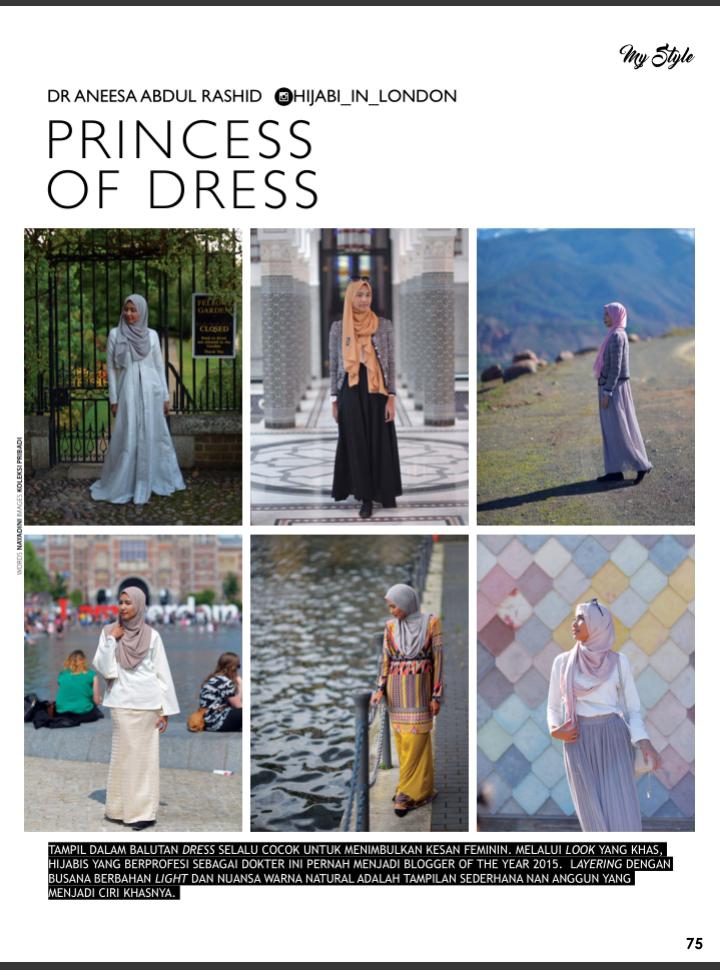 My Style
DR ANEESA ABDUL RASHID HIJABI_IN_LONDON
PRINCESS
OF DRESS
GARDEN
CLOSED
WORDS NAYADINI IMAGES KOLEKSI PRIBADI
TAMPIL DALAM BALUTAN DRESS SELALU COCOK UNTUK MENIMBULKAN KESAN FEMININ. MELALUI LOOK YANG KHAS,
HIJABIS YANG BERPROFESI SEBAGAI DOKTER INI PERNAH MENJADI BLOGGER OF THE YEAR 2015. LAYERING DENGAN
BUSANA BERBAHAN LIGHT DAN NUANSA WARNA NATURAL ADALAH TAMPILAN SEDERHANA NAN ANGGUN YANG
MENJADI CIRI KHASNYA.
75